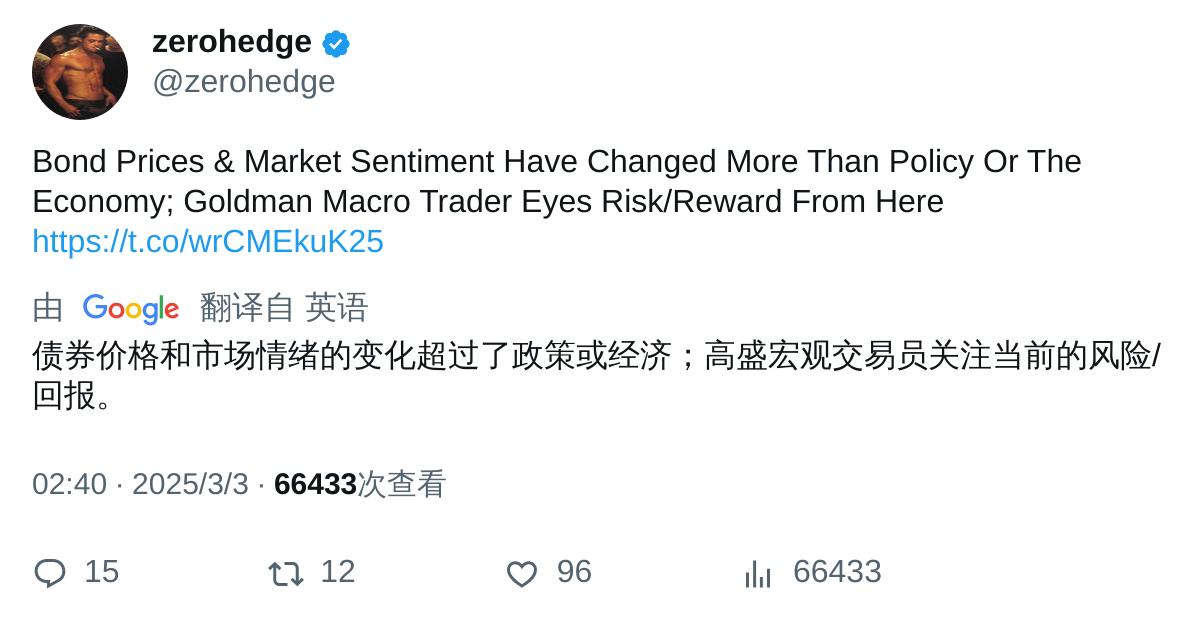 zerohedge
@zerohedge
Bond Prices & Market Sentiment Have Changed More Than Policy Or The
Economy; Goldman Macro Trader Eyes Risk/Reward From Here
https://t.co/wrCMEkuK25
由 Google 翻译自 英语
债券价格和市场情绪的变化超过了政策或经济；高盛宏观交易员关注当前的风险/
回报。
02:40 · 2025/3/3 · 66433次查看
15 12 96 66433